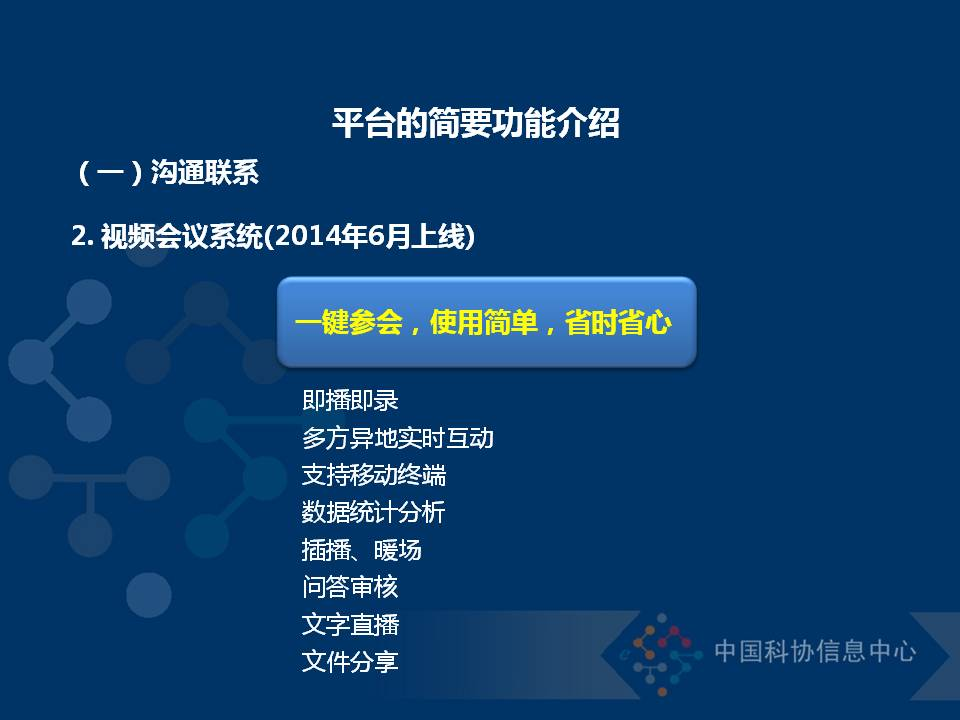 平台的简要功能介绍
（一）沟通联系
2. 视频会议系统(2014年6月上线)
一键参会，使用简单，省时省心
即播即录
多方异地实时互动
支持移动终端
数据统计分析
插播、暖场
问答审核
文字直播
文件分享
中国科协信息中心